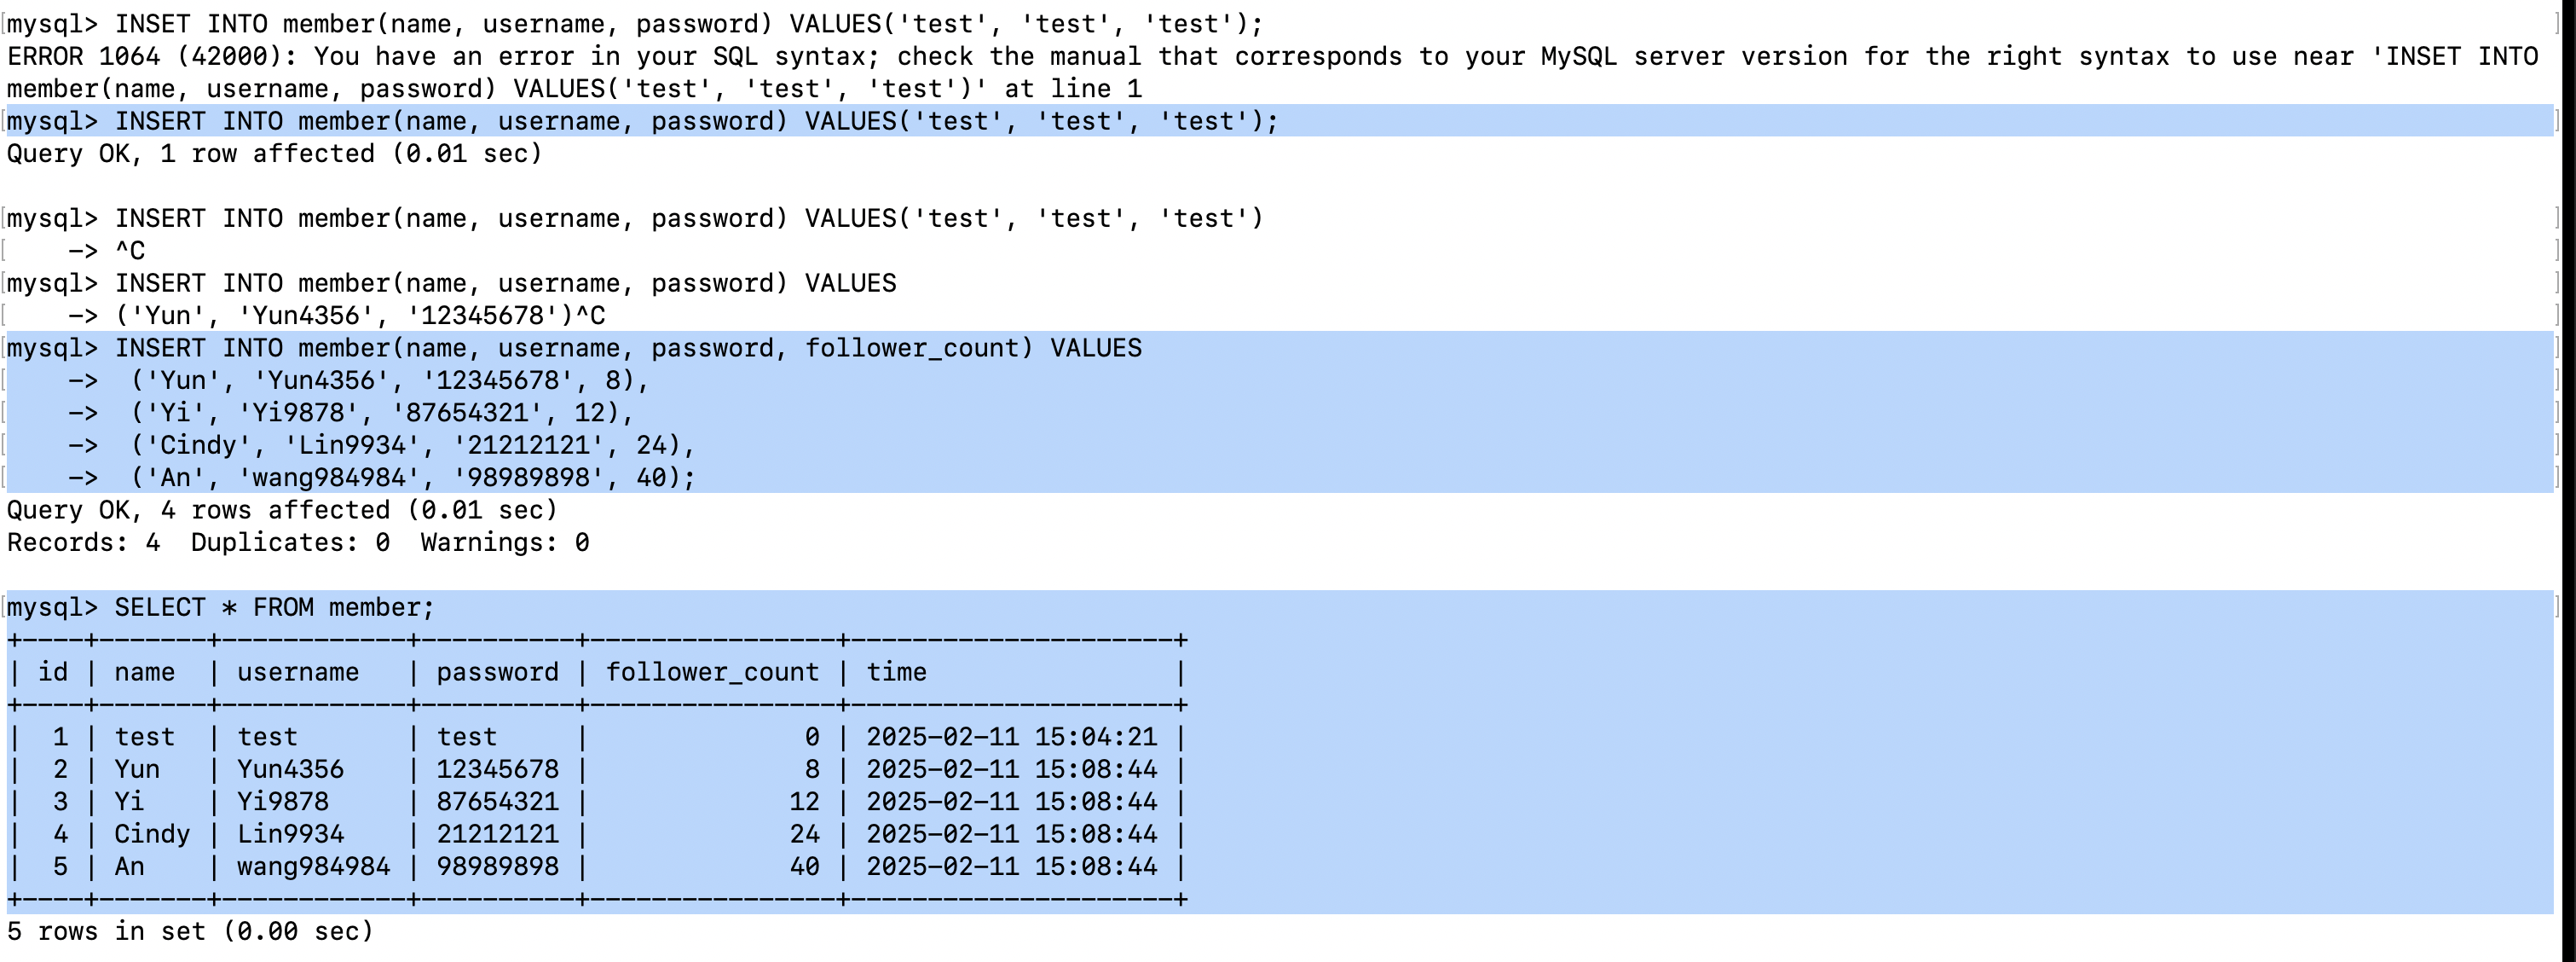 mysql> INSET INTO member(name, username, password) VALUES('test', 'test', 'test');
ERROR 1064 (42000): You have an error in your SQL syntax; check the manual that corresponds to your MySQL server version for the right syntax to use near 'INSET INTO
member(name, username, password) VALUES('test', 'test', 'test')' at line 1
mysql> INSERT INTO member(name, username, password) VALUES('test', 'test', 'test');
Query OK, 1 row affected (0.01 sec)

mysql> INSERT INTO member(name, username, password) VALUES('test', 'test', 'test')
    -> ^C
mysql> INSERT INTO member(name, username, password) VALUES
    -> ('Yun', 'Yun4356', '12345678')^C
mysql> INSERT INTO member(name, username, password, follower_count) VALUES
    ->  ('Yun', 'Yun4356', '12345678', 8),
    ->  ('Yi', 'Yi9878', '87654321', 12),
    ->  ('Cindy', 'Lin9934', '21212121', 24),
    ->  ('An', 'wang984984', '98989898', 40);
Query OK, 4 rows affected (0.01 sec)
Records: 4  Duplicates: 0  Warnings: 0

mysql> SELECT * FROM member;
+----+-------+------------+----------+----------------+---------------------+
| id | name  | username   | password | follower_count | time                |
+----+-------+------------+----------+----------------+---------------------+
|  1 | test  | test       | test     |              0 | 2025-02-11 15:04:21 |
|  2 | Yun   | Yun4356    | 12345678 |              8 | 2025-02-11 15:08:44 |
|  3 | Yi    | Yi9878     | 87654321 |             12 | 2025-02-11 15:08:44 |
|  4 | Cindy | Lin9934    | 21212121 |             24 | 2025-02-11 15:08:44 |
|  5 | An    | wang984984 | 98989898 |             40 | 2025-02-11 15:08:44 |
+----+-------+------------+----------+----------------+---------------------+
5 rows in set (0.00 sec)